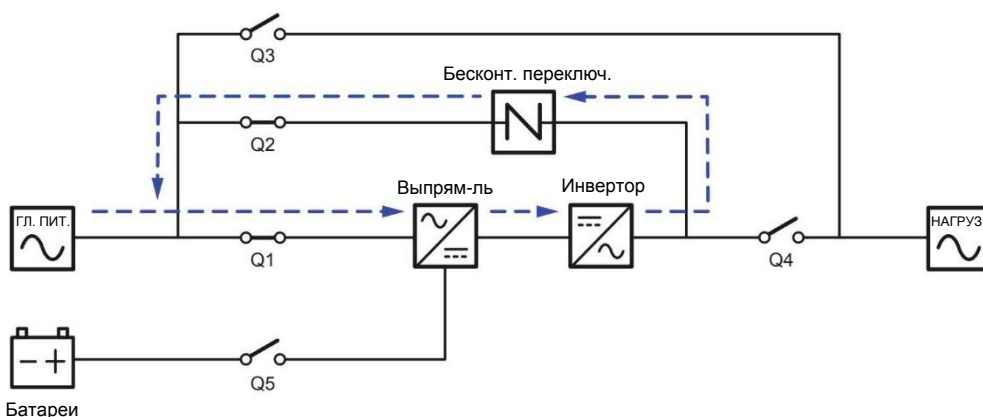 Q3
Бесконт. переключ.
Q2
Выпрям-ль
Инвертор
ГЛ. ПИТ.
НАГРУЗ
Q1
Q4
Q5
Батареи